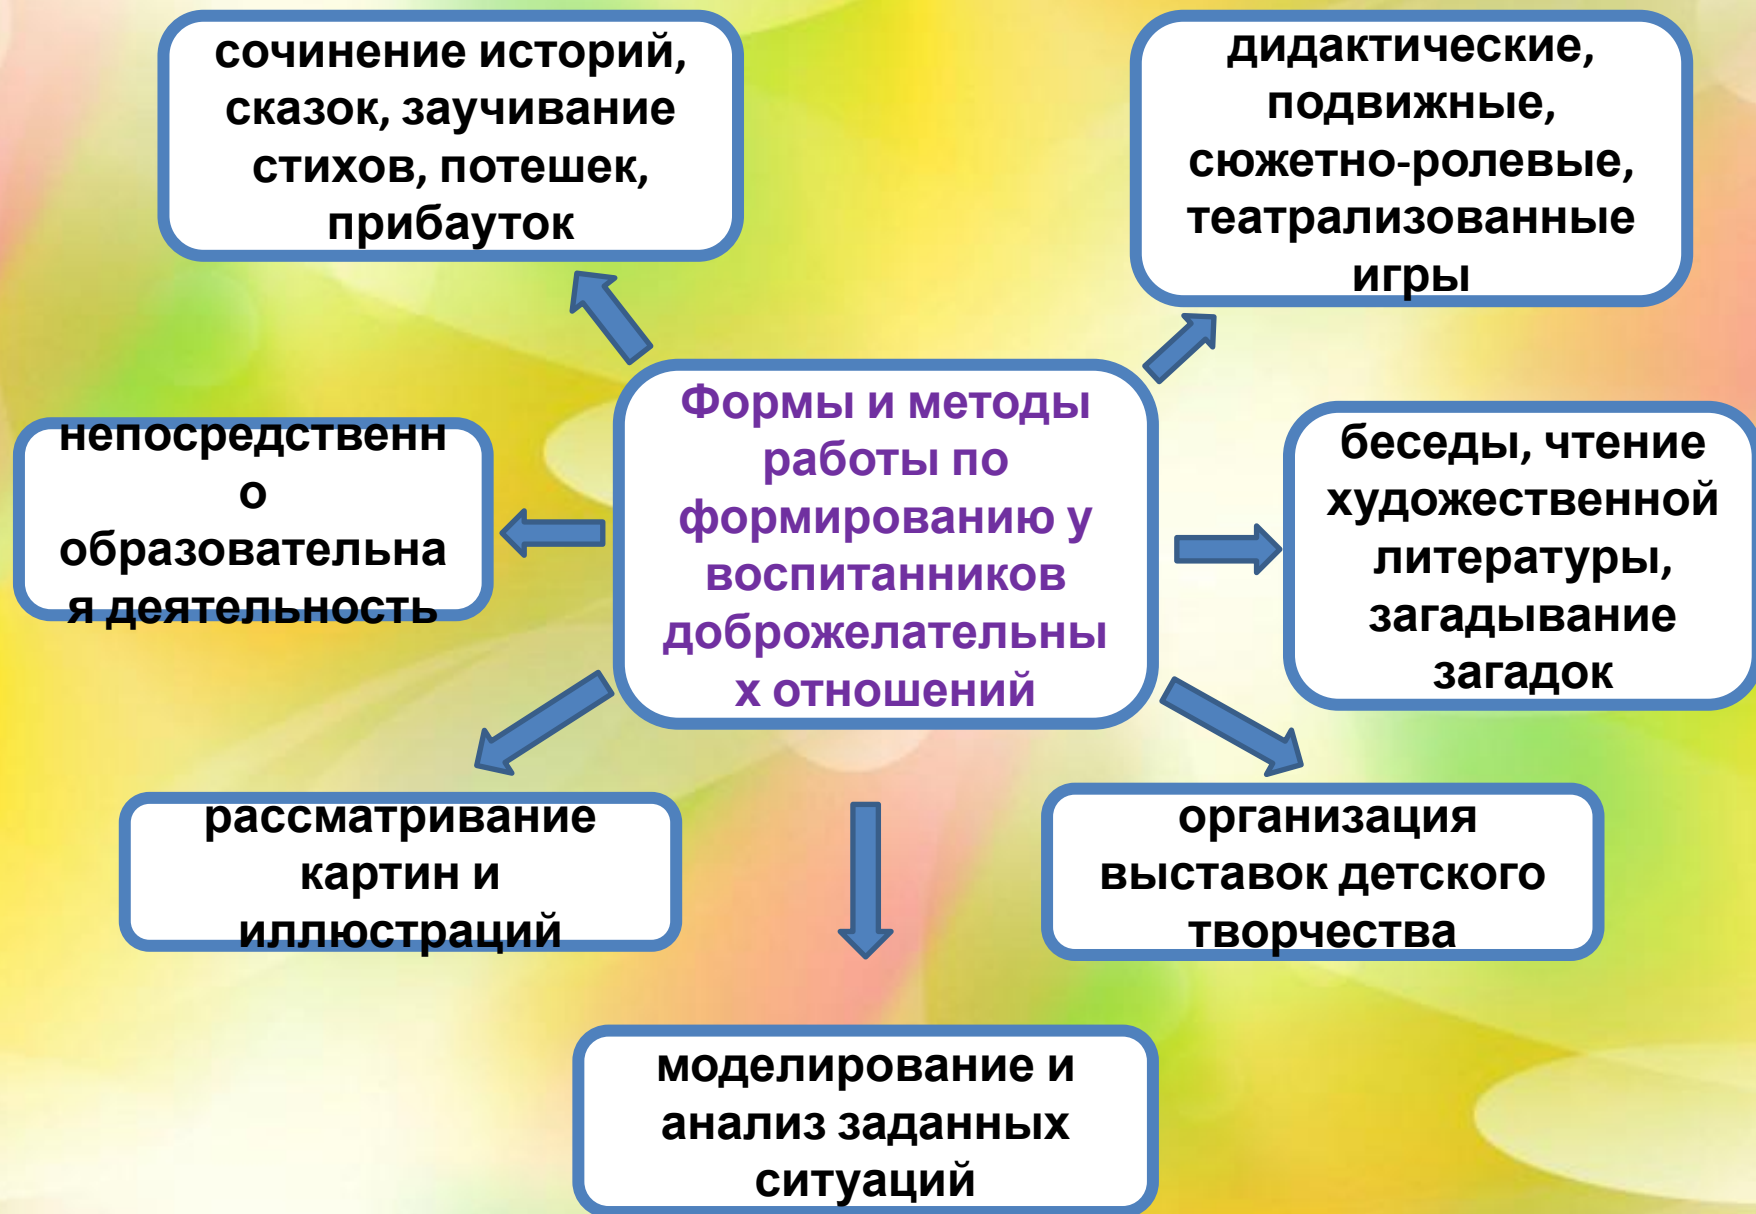 сочинение историй,
сказок, заучивание
стихов, потешек,
прибауток
дидактические,
подвижные,
сюжетно-ролевые,
театрализованные
игры
непосредственн
о
образовательна
я деятельность
Формы и методы
работы по
формированию у
воспитанников
доброжелательны
х отношений
беседы, чтение
художественной
литературы,
загадывание
загадок
рассматривание
картин и
иллюстраций
организация
выставок детского
творчества
моделирование и
анализ заданных
ситуаций